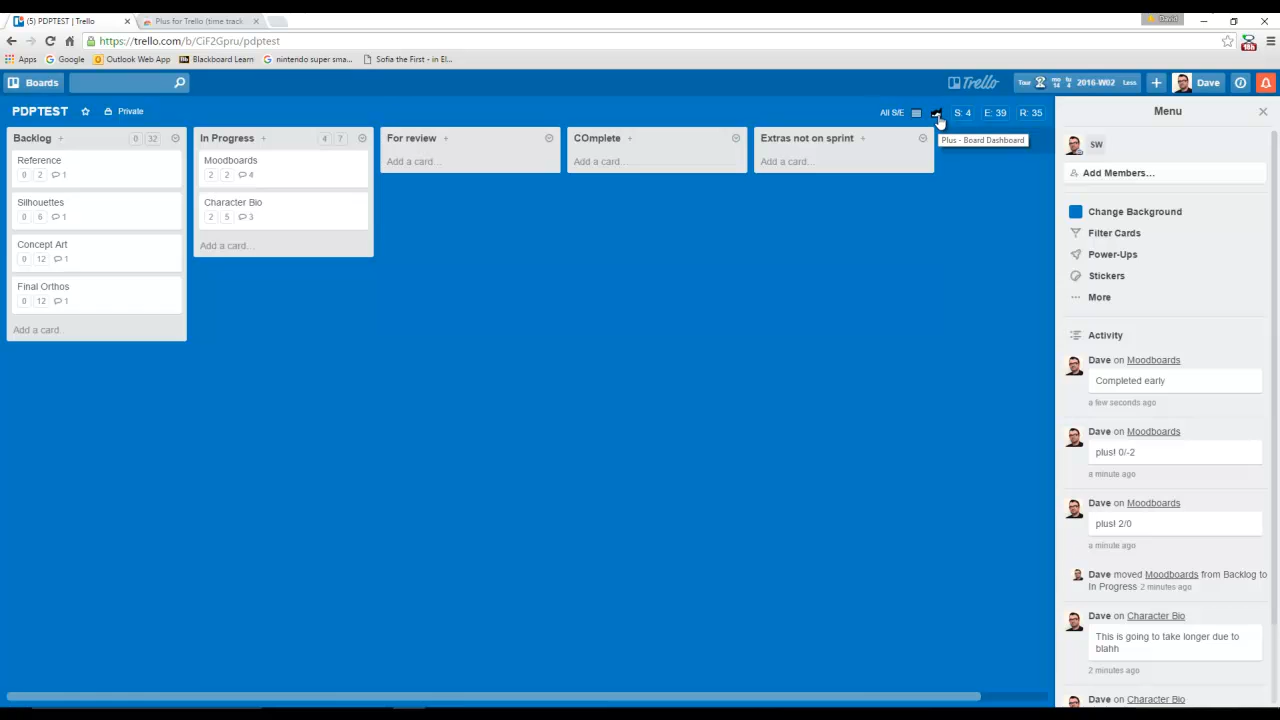 (5) PDPTEST | Trello
Plus for Trello (time track
David
https://trello.com/b/CiF2Gpru/pdptest
18h
Apps
Google
Outlook Web App
Blackboard Learn
nintendo super sma...
Sofia the First - in El...
Boards
Trello
Tour
mo 14
tu 4
2016-W02
Less
Dave
PDPTEST
Private
All S/E
S: 4
E: 39
R: 35
Plus - Board Dashboard
Menu
Backlog + 0 32
Reference
0 2 1
Silhouettes
0 6 1
Concept Art
0 12 1
Final Orthos
0 12 1
Add a card...
In Progress + 4 7
Moodboards
2 2 4
Character Bio
2 5 3
Add a card...
For review +
Add a card...
COmplete +
Add a card...
Extras not on sprint +
Add a card...
SW
Add Members...
Change Background
Filter Cards
Power-Ups
Stickers
More
Activity
Dave on Moodboards
Completed early
a few seconds ago
Dave on Moodboards
plus! 0/-2
a minute ago
Dave on Moodboards
plus! 2/0
a minute ago
Dave moved Moodboards from Backlog to
In Progress 2 minutes ago
Dave on Character Bio
This is going to take longer due to
blahh
2 minutes ago
Dave on Character Bio